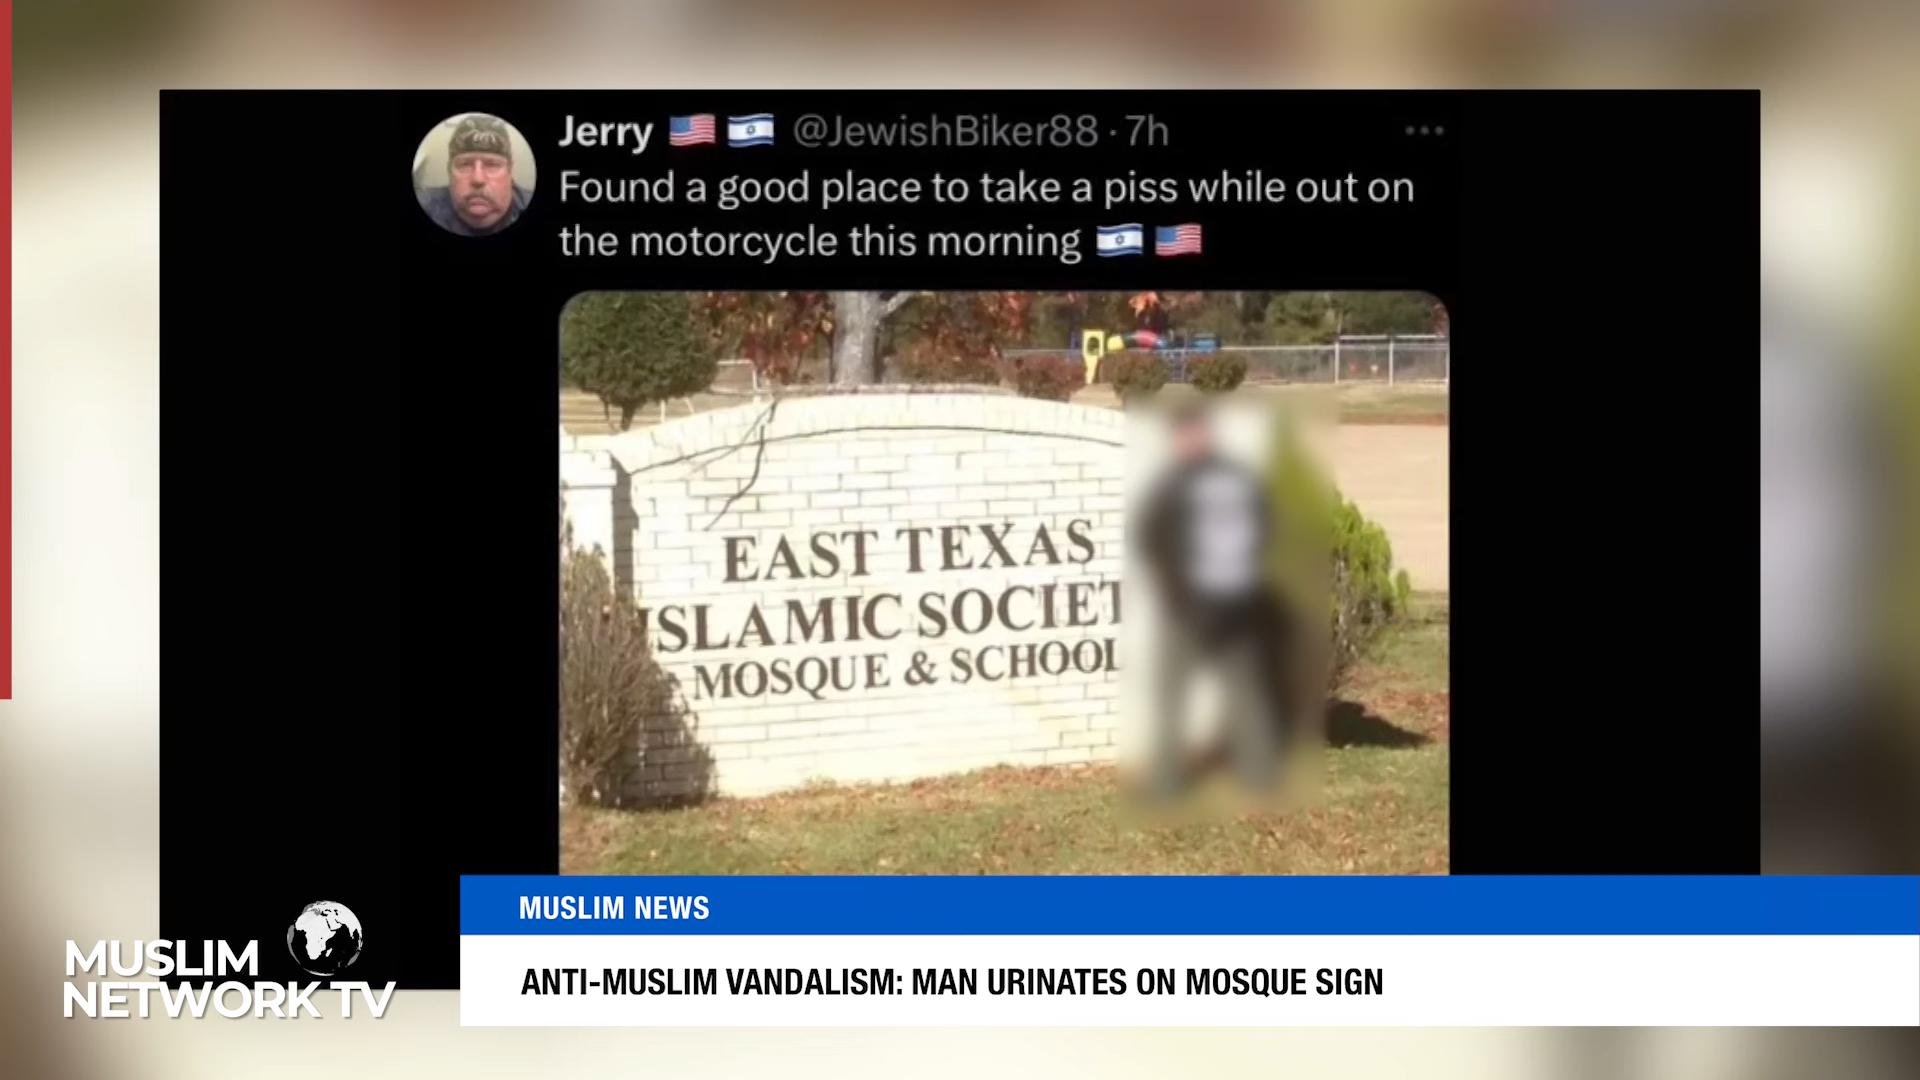 Jerry 🇺🇸 🇮🇱 @JewishBiker88 · 7h
Found a good place to take a piss while out on
the motorcycle this morning 🇮🇱 🇺🇸
EAST TEXAS
ISLAMIC SOCIET
MOSQUE & SCHOOL
MUSLIM NEWS
ANTI-MUSLIM VANDALISM: MAN URINATES ON MOSQUE SIGN
MUSLIM
NETWORK TV